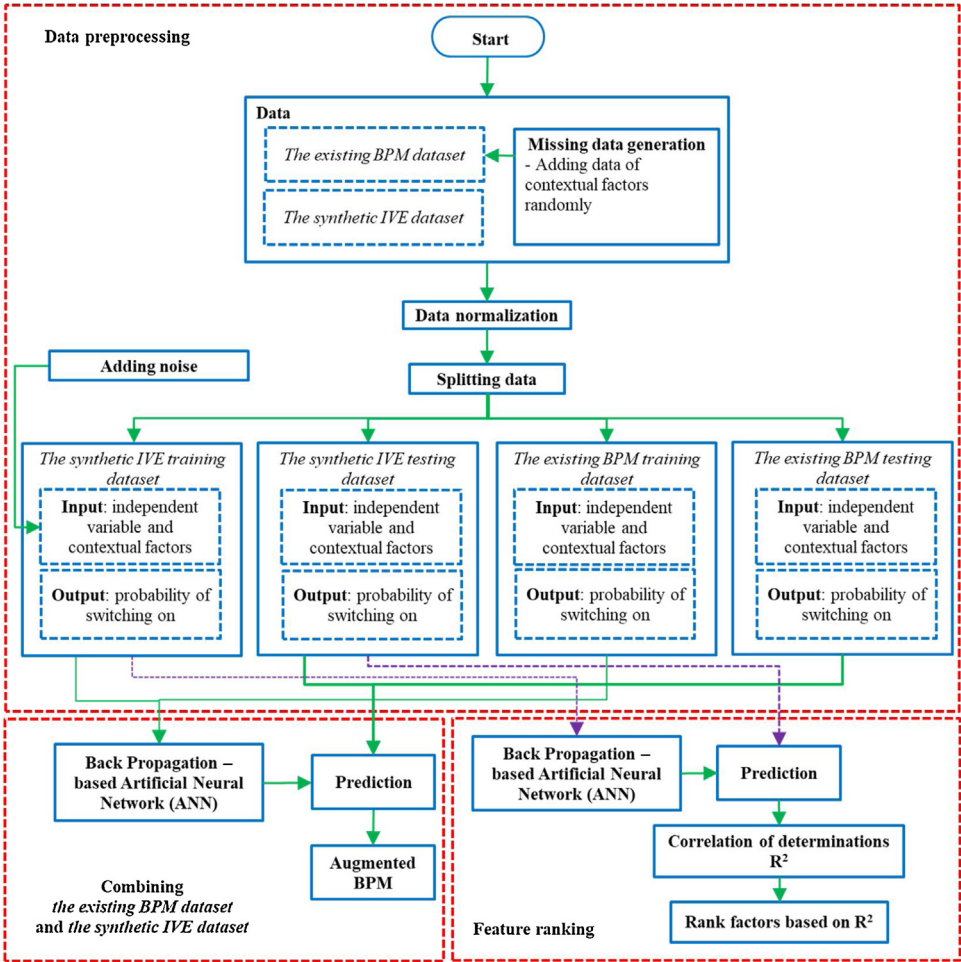 Data preprocessing
Start
Data
The existing BPM dataset
The synthetic IVE dataset
Missing data generation
- Adding data of
contextual factors
randomly
Data normalization
Adding noise
Splitting data
The synthetic IVE training
dataset
Input: independent
variable and
contextual factors
Output: probability of
switching on
The synthetic IVE testing
dataset
Input: independent
variable and
contextual factors
Output: probability of
switching on
The existing BPM training
dataset
Input: independent
variable and
contextual factors
Output: probability of
switching on
The existing BPM testing
dataset
Input: independent
variable and
contextual factors
Output: probability of
switching on
Back Propagation –
based Artificial Neural
Network (ANN)
Prediction
Augmented
BPM
Combining
the existing BPM dataset
and the synthetic IVE dataset
Back Propagation –
based Artificial Neural
Network (ANN)
Prediction
Correlation of determinations
R²
Rank factors based on R²
Feature ranking